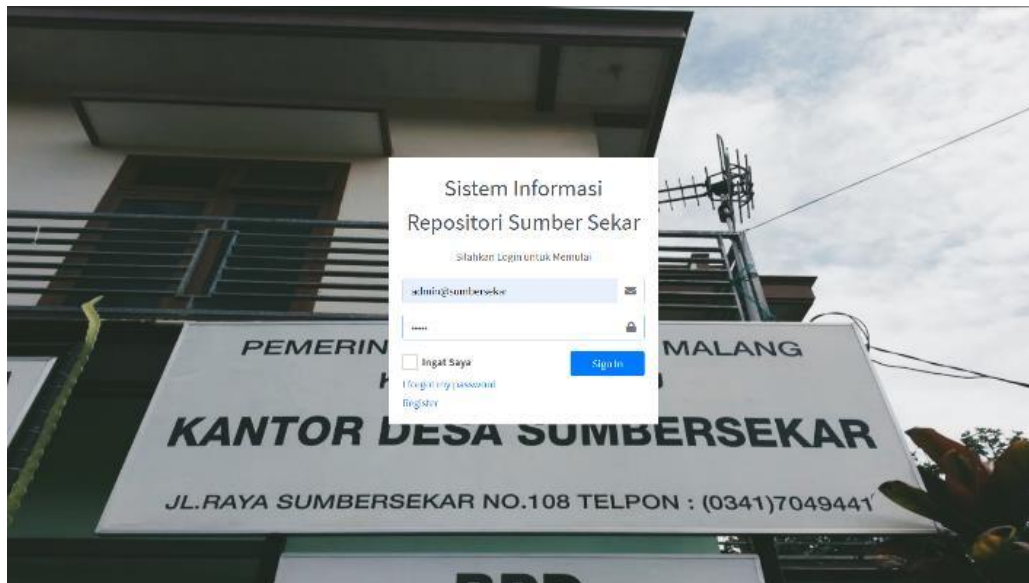 Sistem Informasi
Repositori Sumber Sekar
Silahkan Login untuk Memulai
admin@sumbersekar
•••••
Ingat Saya
Sign In
I forgot my password
Register
PEMERIN MALANG
KANTOR DESA SUMBERSEKAR
JL.RAYA SUMBERSEKAR NO.108 TELPON : (0341)7049441
BPD